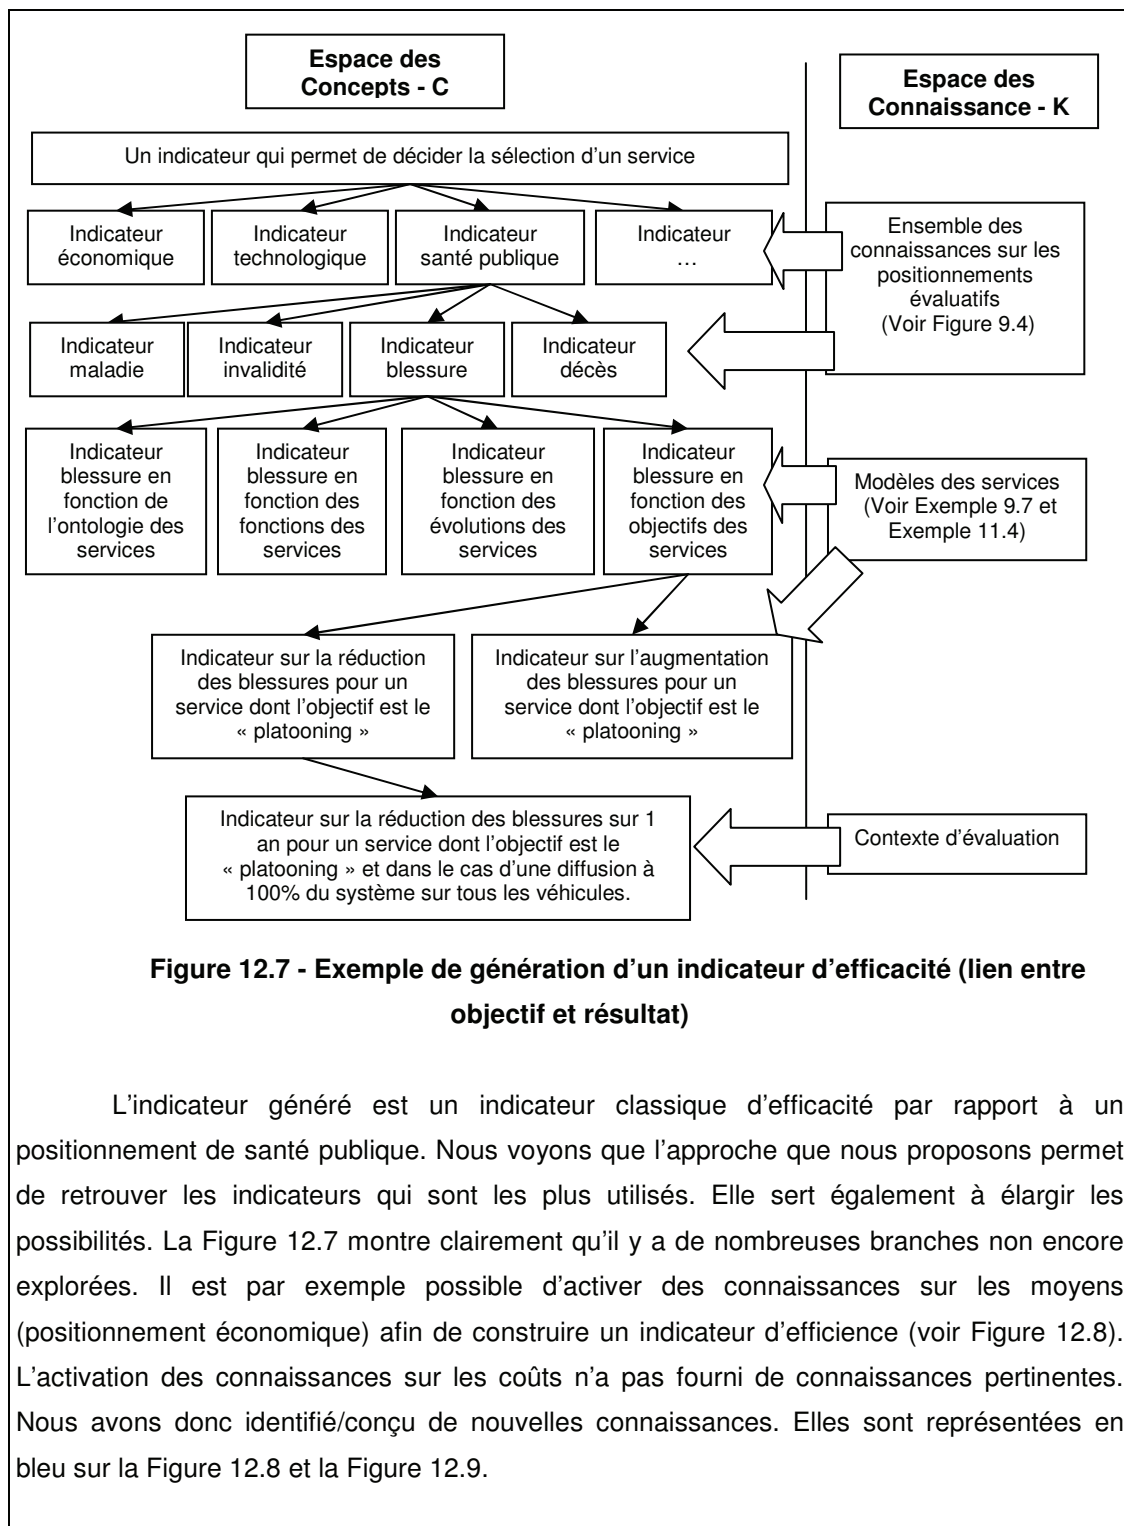 Espace des
Concepts - C
Espace des
Connaissance - K
Un indicateur qui permet de décider la sélection d’un service
Indicateur
économique
Indicateur
technologique
Indicateur
santé publique
Indicateur
…
Ensemble des
connaissances sur les
positionnements
évaluatifs
(Voir Figure 9.4)
Indicateur
maladie
Indicateur
invalidité
Indicateur
blessure
Indicateur
décès
Indicateur
blessure en
fonction de
l’ontologie des
services
Indicateur
blessure en
fonction des
fonctions des
services
Indicateur
blessure en
fonction des
évolutions des
services
Indicateur
blessure en
fonction des
objectifs des
services
Modèles des services
(Voir Exemple 9.7 et
Exemple 11.4)
Indicateur sur la réduction
des blessures pour un
service dont l’objectif est le
« platooning »
Indicateur sur l’augmentation
des blessures pour un
service dont l’objectif est le
« platooning »
Indicateur sur la réduction des blessures sur 1
an pour un service dont l’objectif est le
« platooning » et dans le cas d’une diffusion à
100% du système sur tous les véhicules.
Contexte d’évaluation
Figure 12.7 - Exemple de génération d’un indicateur d’efficacité (lien entre
objectif et résultat)
L’indicateur généré est un indicateur classique d’efficacité par rapport à un
positionnement de santé publique. Nous voyons que l’approche que nous proposons permet
de retrouver les indicateurs qui sont les plus utilisés. Elle sert également à élargir les
possibilités. La Figure 12.7 montre clairement qu’il y a de nombreuses branches non encore
explorées. Il est par exemple possible d’activer des connaissances sur les moyens
(positionnement économique) afin de construire un indicateur d’efficience (voir Figure 12.8).
L’activation des connaissances sur les coûts n’a pas fourni de connaissances pertinentes.
Nous avons donc identifié/conçu de nouvelles connaissances. Elles sont représentées en
bleu sur la Figure 12.8 et la Figure 12.9.